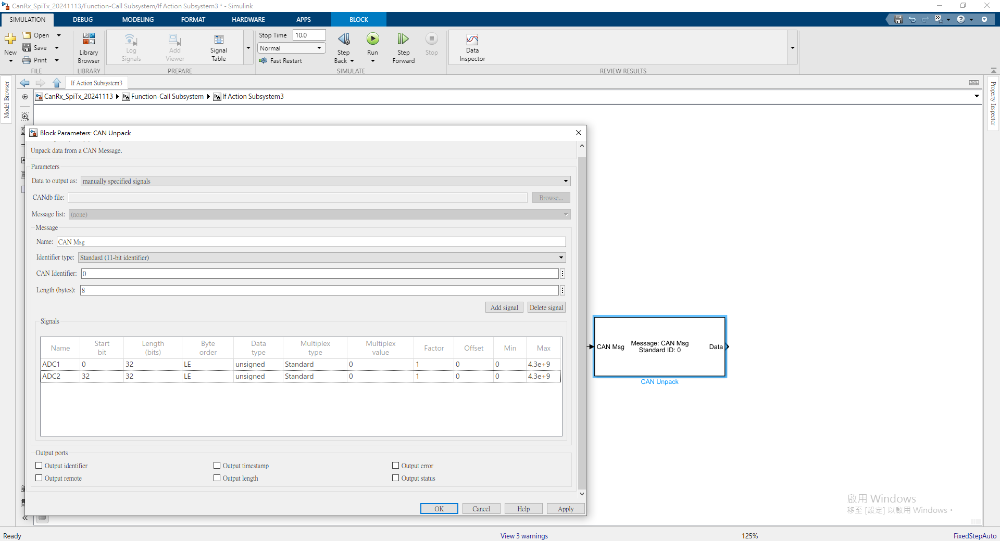 CanRx_SpiTx_20241113/Function-Call Subsystem/If Action Subsystem3 * - Simulink
SIMULATION DEBUG MODELING FORMAT HARDWARE APPS BLOCK
New
Open
Save
Print
FILE
Library Browser
LIBRARY
Log Signals
Add Viewer
Signal Table
PREPARE
Stop Time 10.0
Normal
Fast Restart
Step Back
Run
Step Forward
Stop
SIMULATE
Data Inspector
REVIEW RESULTS
Model Browser
If Action Subsystem3
CanRx_SpiTx_20241113 Function-Call Subsystem If Action Subsystem3
Property Inspector
Block Parameters: CAN Unpack
Unpack data from a CAN Message.
Parameters
Data to output as: manually specified signals
CANdb file: Browse...
Message list: (none)
Message
Name: CAN Msg
Identifier type: Standard (11-bit identifier)
CAN Identifier: 0
Length (bytes): 8
Add signal Delete signal
Signals
Name Start bit Length (bits) Byte order Data type Multiplex type Multiplex value Factor Offset Min Max
ADC1 0 32 LE unsigned Standard 0 1 0 0 4.3e+9
ADC2 32 32 LE unsigned Standard 0 1 0 0 4.3e+9
Output ports
Output identifier Output timestamp Output error
Output remote Output length Output status
OK Cancel Help Apply
CAN Msg
Message: CAN Msg
Standard ID: 0
Data
CAN Unpack
啟用 Windows
移至 [設定] 以啟用 Windows。
Ready
View 3 warnings
125%
FixedStepAuto